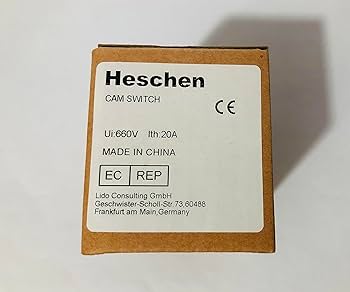 Heschen
CAM SWITCH
CE
Ui:660V Ith:20A
MADE IN CHINA
EC REP
Lido Consulting GmbH
Geschwister-Scholl-Str.73,60488
Frankfurt am Main,Germany